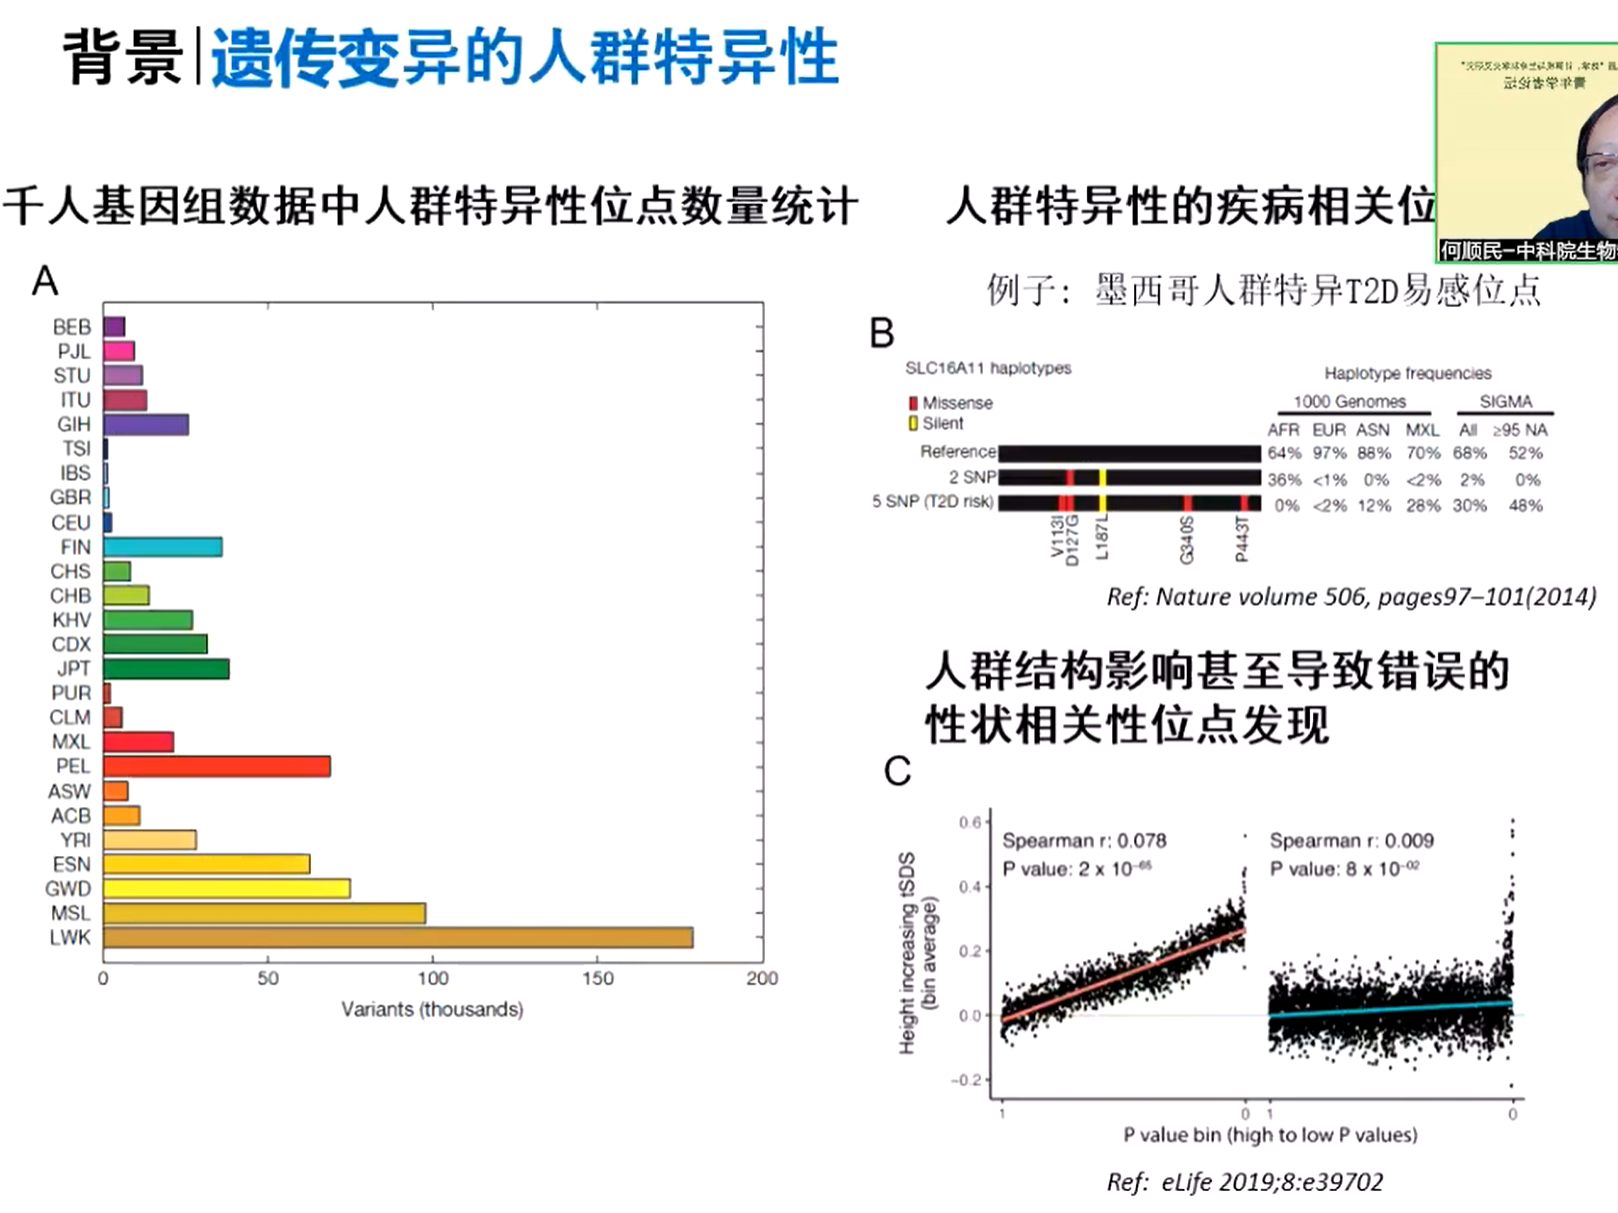 背景|遗传变异的人群特异性
千人基因组数据中人群特异性位点数量统计
A
BEB
PJL
STU
ITU
GIH
TSI
IBS
GBR
CEU
FIN
CHS
CHB
KHV
CDX
JPT
PUR
CLM
MXL
PEL
ASW
ACB
YRI
ESN
GWD
MSL
LWK
0 50 100 150 200
Variants (thousands)
人群特异性的疾病相关位
何顺民-中科院生物
例子: 墨西哥人群特异T2D易感位点
B
SLC16A11 haplotypes
Missense
Silent
Haplotype frequencies
1000 Genomes SIGMA
AFR EUR ASN MXL All ≥95 NA
Reference 64% 97% 88% 70% 68% 52%
2 SNP 36% <1% 0% <2% 2% 0%
5 SNP (T2D risk) 0% <2% 12% 28% 30% 48%
V113I
D127G
L187L
G340S
P443T
Ref: Nature volume 506, pages97–101(2014)
人群结构影响甚至导致错误的
性状相关性位点发现
C
Height increasing tSDS
(bin average)
0.6
0.4
0.2
0.0
−0.2
Spearman r: 0.078
P value: 2 x 10⁻⁶⁵
Spearman r: 0.009
P value: 8 x 10⁻⁰²
1 0 1 0
P value bin (high to low P values)
Ref: eLife 2019;8:e39702